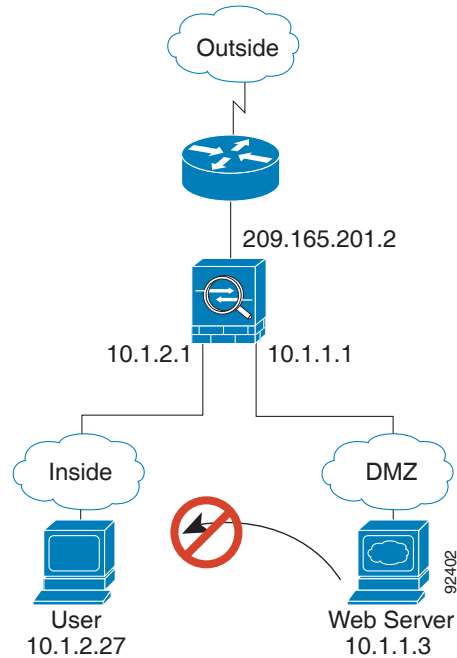 Outside
209.165.201.2
10.1.2.1
10.1.1.1
Inside
DMZ
User
10.1.2.27
Web Server
10.1.1.3
92402